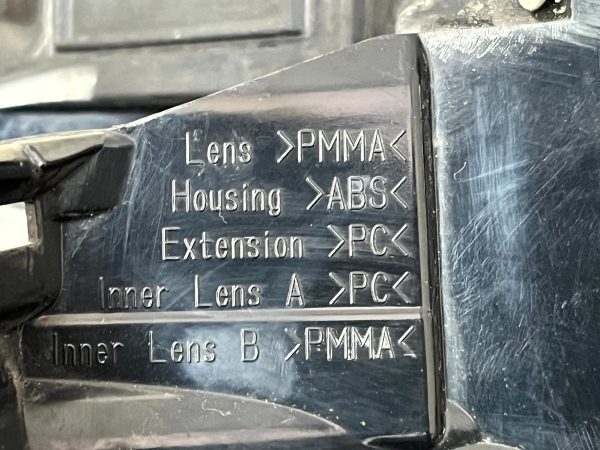 Lens >PMMA<
Housing >ABS<
Extension >PC<
Inner Lens A >PC<
Inner Lens B >PMMA<